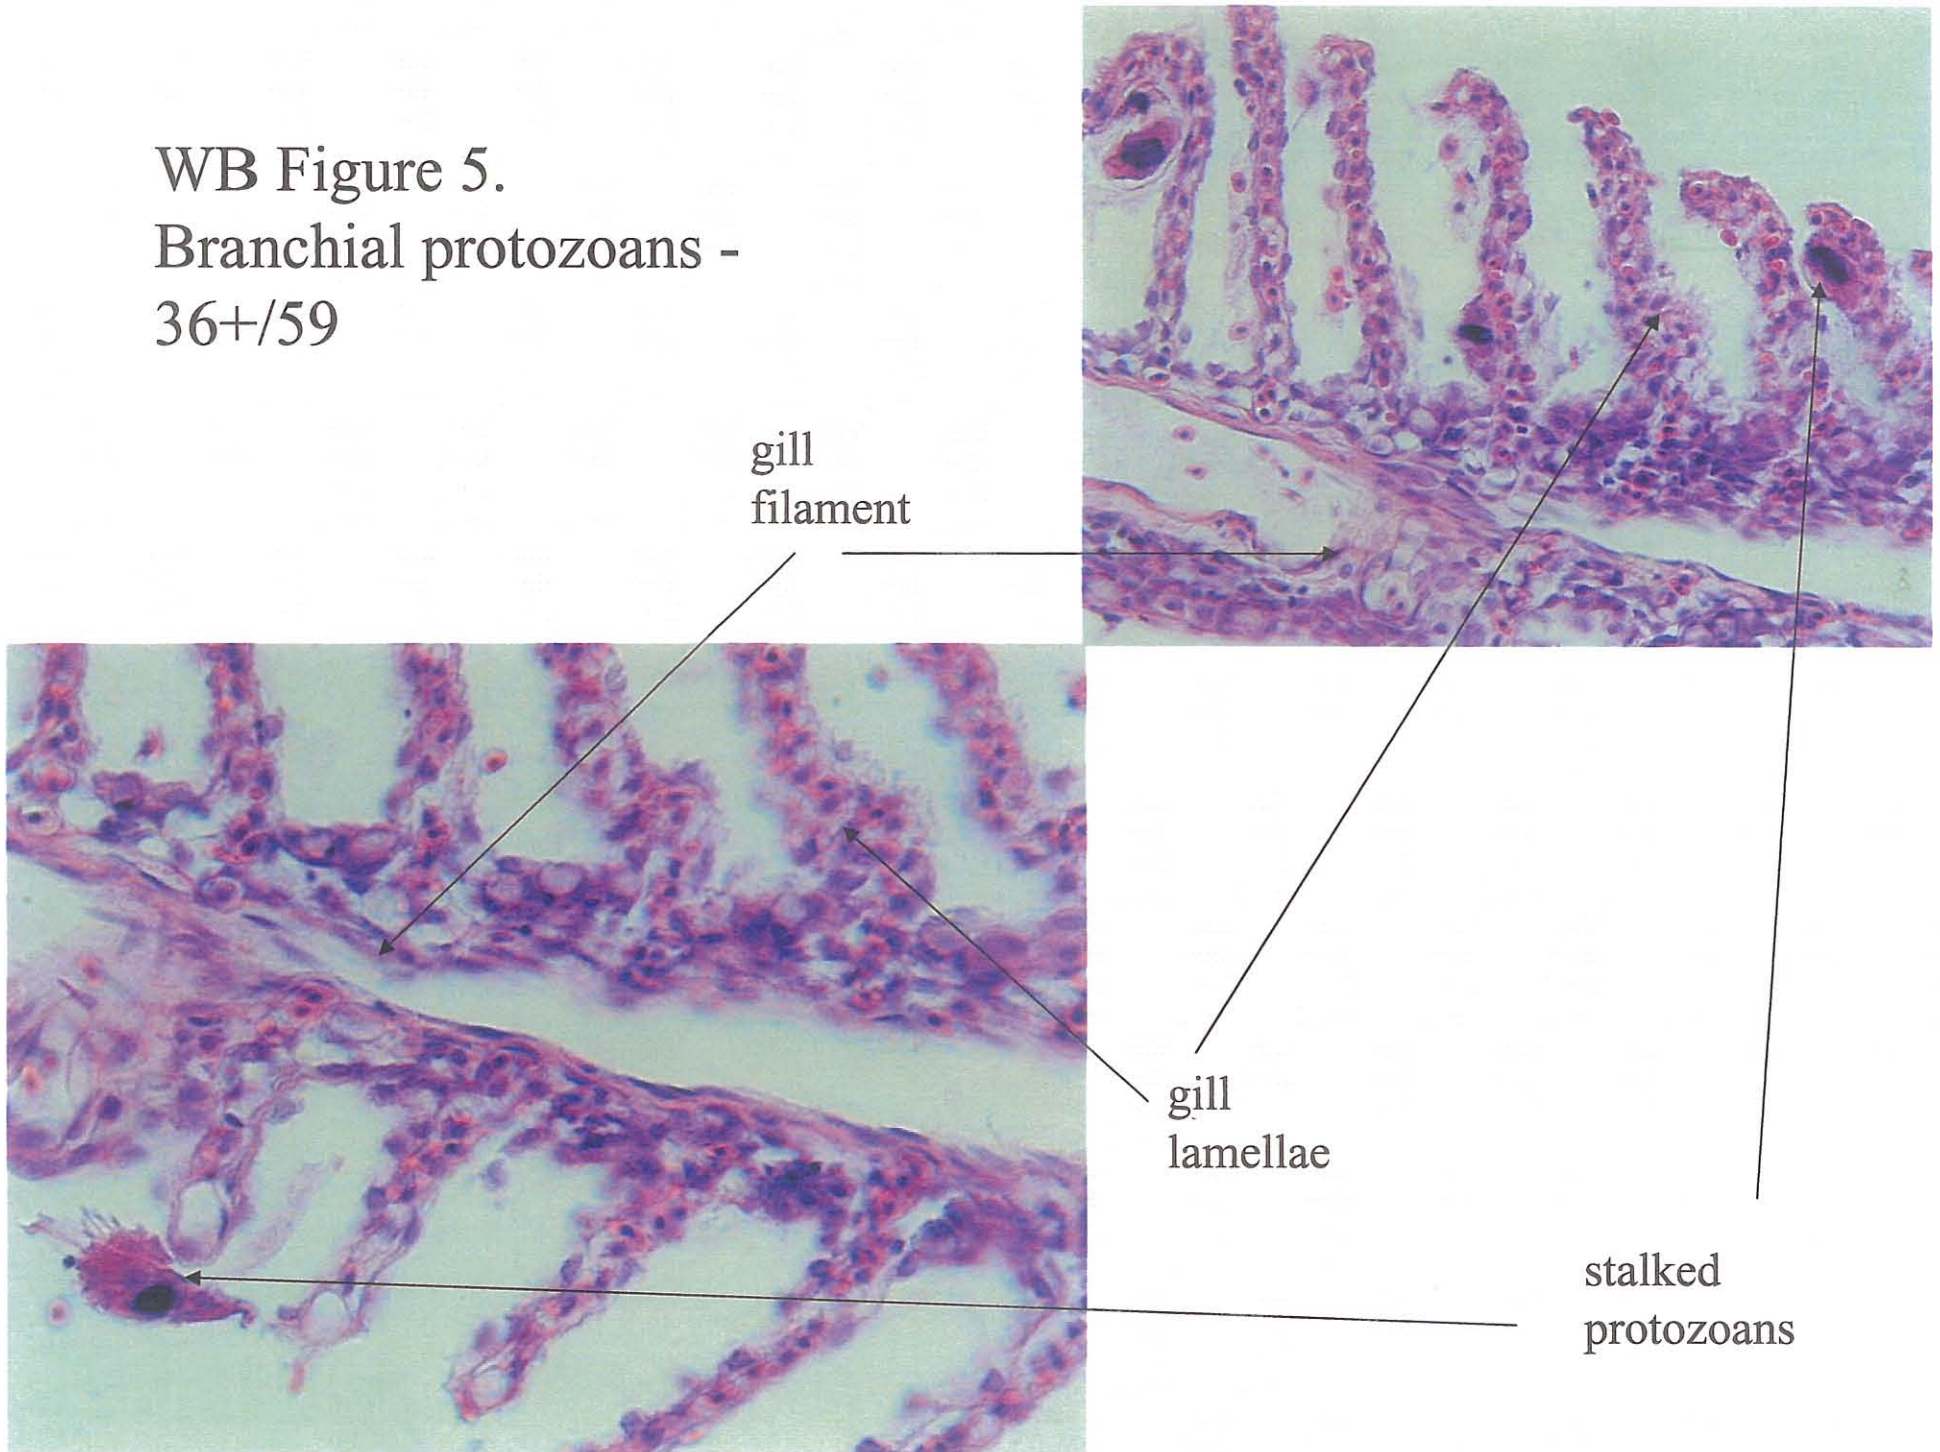 WB Figure 5.
Branchial protozoans -
36+/59
gill
filament
gill
lamellae
stalked
protozoans